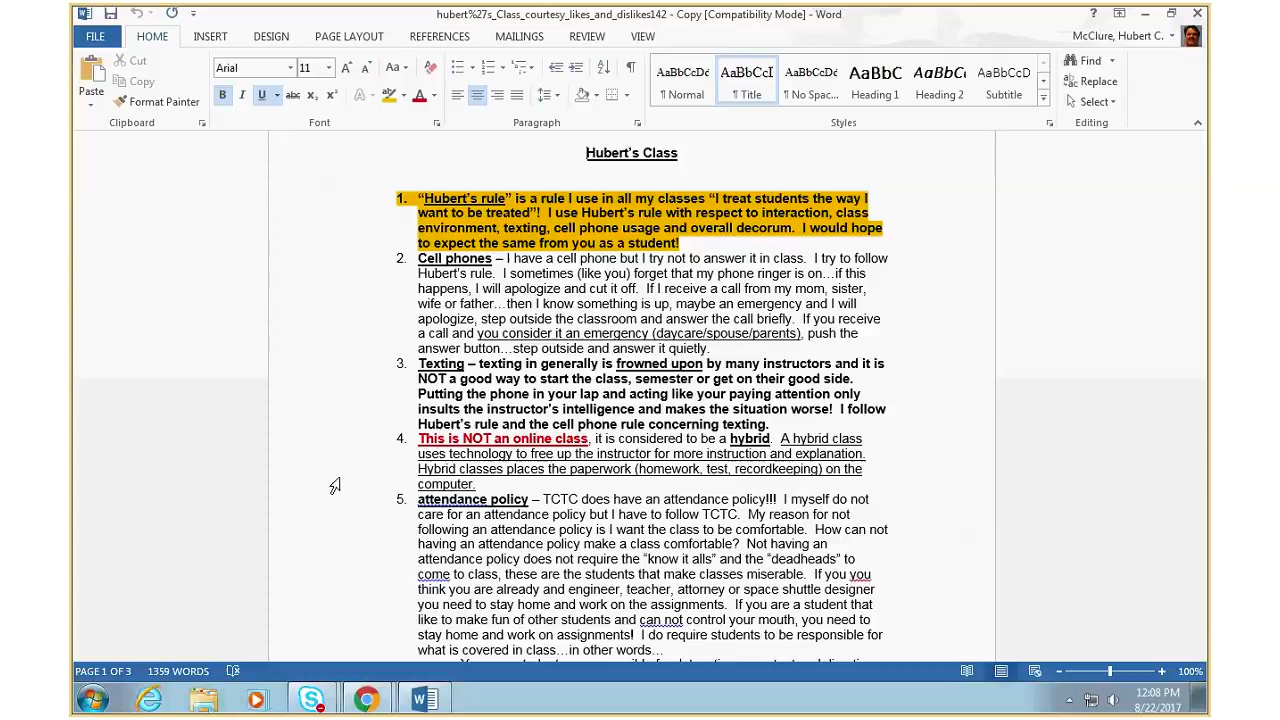 hubert%27s_Class_courtesy_likes_and_dislikes142 - Copy [Compatibility Mode] - Word
FILE HOME INSERT DESIGN PAGE LAYOUT REFERENCES MAILINGS REVIEW VIEW McClure, Hubert C.
Paste
Cut
Copy
Format Painter
Clipboard
Arial 11
Font
Paragraph
AaBbCcDd AaBbCcI AaBbCcDd AaBbC AaBbCc AaBbCcD
¶ Normal ¶ Title ¶ No Spac... Heading 1 Heading 2 Subtitle
Styles
Find
Replace
Select
Editing
Hubert's Class
1. “Hubert’s rule” is a rule I use in all my classes “I treat students the way I
want to be treated”! I use Hubert’s rule with respect to interaction, class
environment, texting, cell phone usage and overall decorum. I would hope
to expect the same from you as a student!
2. Cell phones – I have a cell phone but I try not to answer it in class. I try to follow
Hubert’s rule. I sometimes (like you) forget that my phone ringer is on…if this
happens, I will apologize and cut it off. If I receive a call from my mom, sister,
wife or father…then I know something is up, maybe an emergency and I will
apologize, step outside the classroom and answer the call briefly. If you receive
a call and you consider it an emergency (daycare/spouse/parents), push the
answer button…step outside and answer it quietly.
3. Texting – texting in generally is frowned upon by many instructors and it is
NOT a good way to start the class, semester or get on their good side.
Putting the phone in your lap and acting like your paying attention only
insults the instructor’s intelligence and makes the situation worse! I follow
Hubert’s rule and the cell phone rule concerning texting.
4. This is NOT an online class, it is considered to be a hybrid. A hybrid class
uses technology to free up the instructor for more instruction and explanation.
Hybrid classes places the paperwork (homework, test, recordkeeping) on the
computer.
5. attendance policy – TCTC does have an attendance policy!!! I myself do not
care for an attendance policy but I have to follow TCTC. My reason for not
following an attendance policy is I want the class to be comfortable. How can not
having an attendance policy make a class comfortable? Not having an
attendance policy does not require the “know it alls” and the “deadheads” to
come to class, these are the students that make classes miserable. If you you
think you are already and engineer, teacher, attorney or space shuttle designer
you need to stay home and work on the assignments. If you are a student that
like to make fun of other students and can not control your mouth, you need to
stay home and work on assignments! I do require students to be responsible for
what is covered in class…in other words…
PAGE 1 OF 3 1359 WORDS 100%
12:08 PM
8/22/2017